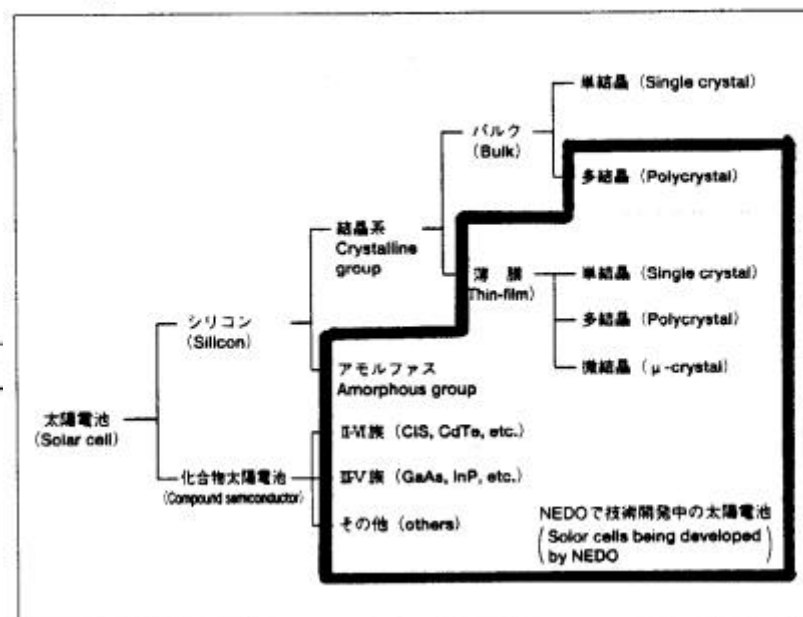 単結晶 (Single crystal)
バルク
(Bulk)
多結晶 (Polycrystal)
結晶系
Crystalline
group
薄 膜
(Thin-film)
単結晶 (Single crystal)
多結晶 (Polycrystal)
微結晶 (μ-crystal)
シリコン
(Silicon)
アモルファス
Amorphous group
太陽電池
(Solar cell)
II-VI族 (CIS, CdTe, etc.)
III-V族 (GaAs, InP, etc.)
化合物太陽電池
(Compound semiconductor)
その他 (others)
NEDOで技術開発中の太陽電池
(Solor cells being developed
by NEDO)